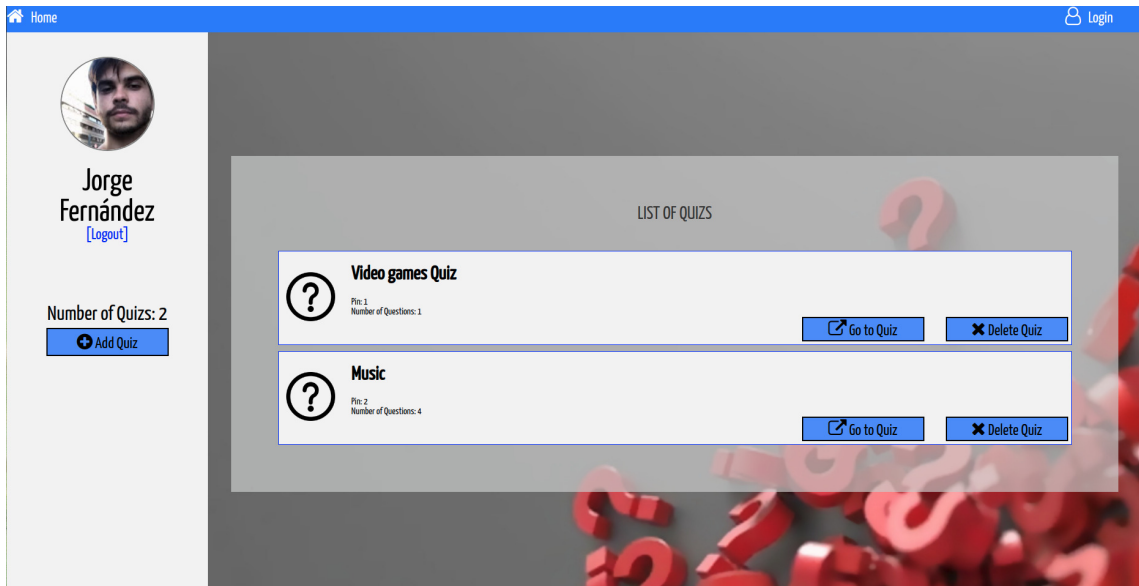 Home
Login
Jorge
Fernández
[Logout]
Number of Quizs: 2
Add Quiz
LIST OF QUIZS
Video games Quiz
Pin: 1
Number of Questions: 1
Go to Quiz
Delete Quiz
Music
Pin: 2
Number of Questions: 4
Go to Quiz
Delete Quiz